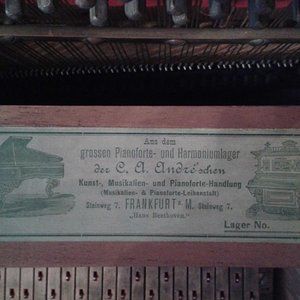 Aus dem
grossen Pianoforte- und Harmoniumlager
der C. A. André'schen
Kunst-, Musikalien- und Pianoforte-Handlung
(Musikalien- & Pianoforte-Leihanstalt)
Steinweg 7. FRANKFURT a. M. Steinweg 7.
„Haus Beethoven."
Lager No.